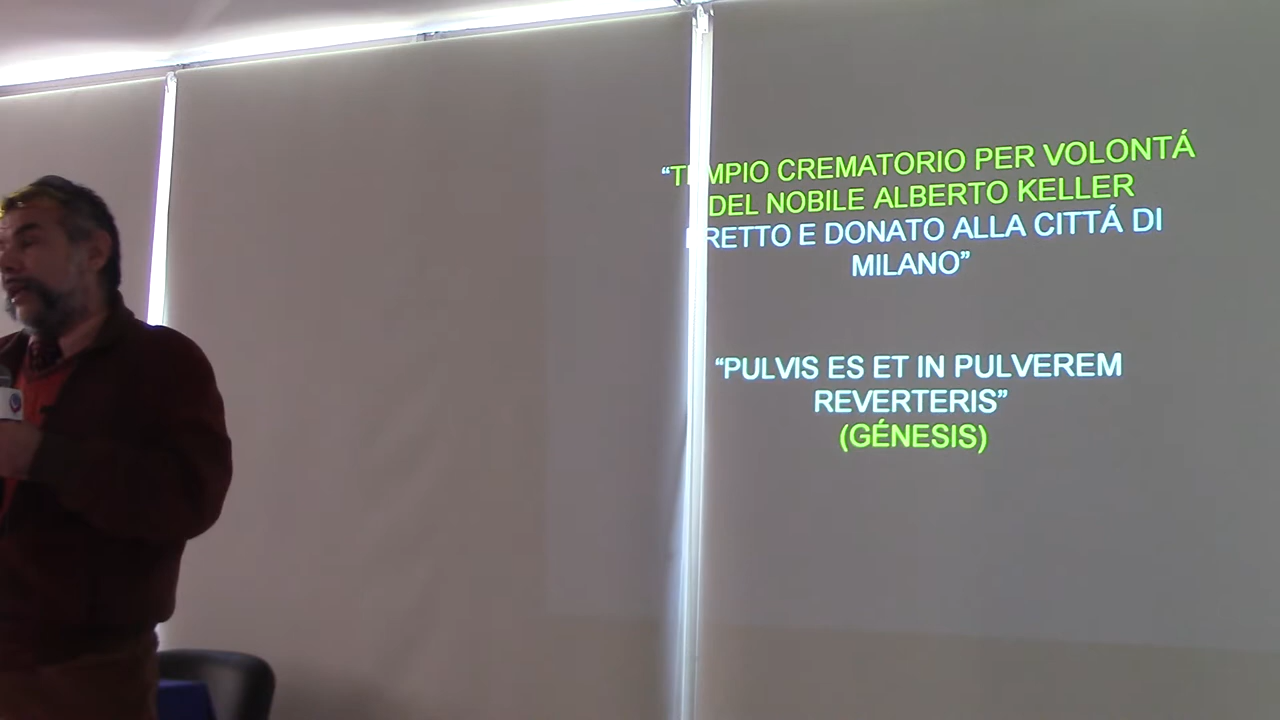 “TEMPIO CREMATORIO PER VOLONTÁ
DEL NOBILE ALBERTO KELLER
ERETTO E DONATO ALLA CITTÁ DI
MILANO”
“PULVIS ES ET IN PULVEREM
REVERTERIS”
(GÉNESIS)